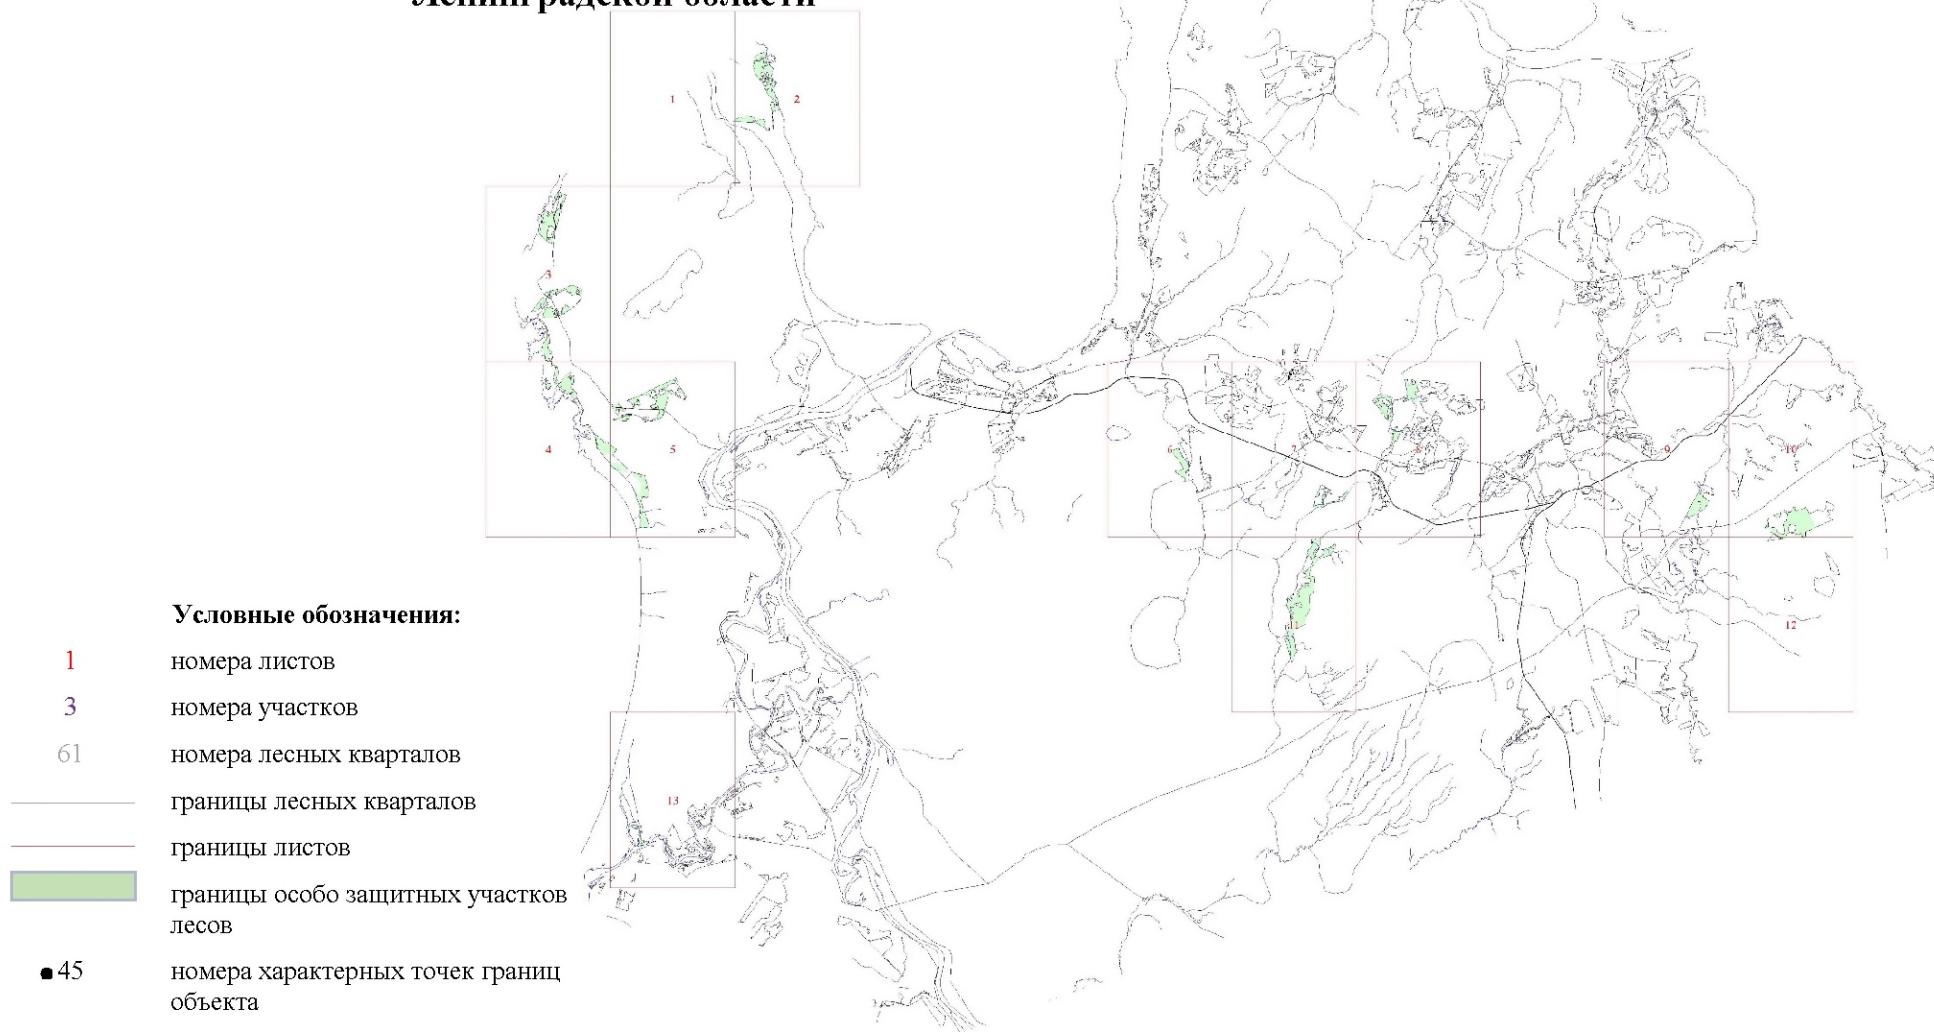 Ленинградской области
1
2
3
4
5
6
7
8
9
10
11
12
13
Условные обозначения:
1 номера листов
3 номера участков
61 номера лесных кварталов
границы лесных кварталов
границы листов
границы особо защитных участков
лесов
45 номера характерных точек границ
объекта